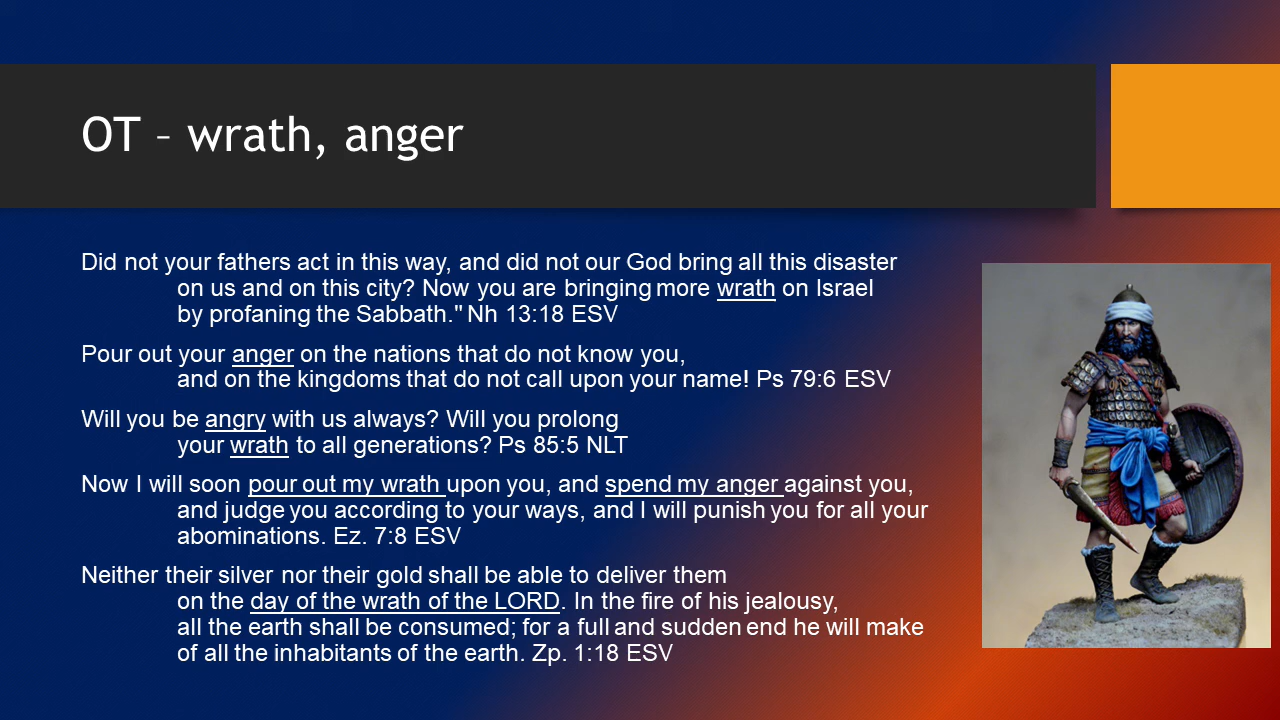 OT – wrath, anger
Did not your fathers act in this way, and did not our God bring all this disaster
on us and on this city? Now you are bringing more wrath on Israel
by profaning the Sabbath." Nh 13:18 ESV
Pour out your anger on the nations that do not know you,
and on the kingdoms that do not call upon your name! Ps 79:6 ESV
Will you be angry with us always? Will you prolong
your wrath to all generations? Ps 85:5 NLT
Now I will soon pour out my wrath upon you, and spend my anger against you,
and judge you according to your ways, and I will punish you for all your
abominations. Ez. 7:8 ESV
Neither their silver nor their gold shall be able to deliver them
on the day of the wrath of the LORD. In the fire of his jealousy,
all the earth shall be consumed; for a full and sudden end he will make
of all the inhabitants of the earth. Zp. 1:18 ESV